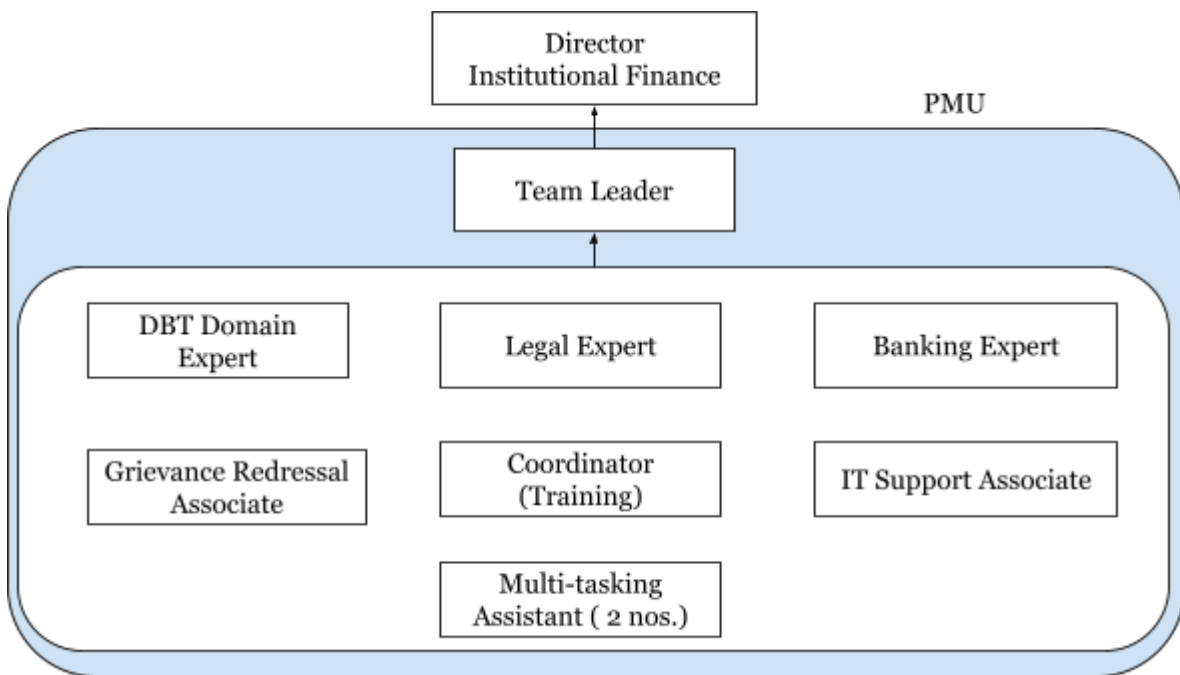 Director
Institutional Finance
PMU
Team Leader
DBT Domain
Expert
Legal Expert
Banking Expert
Grievance Redressal
Associate
Coordinator
(Training)
IT Support Associate
Multi-tasking
Assistant ( 2 nos.)